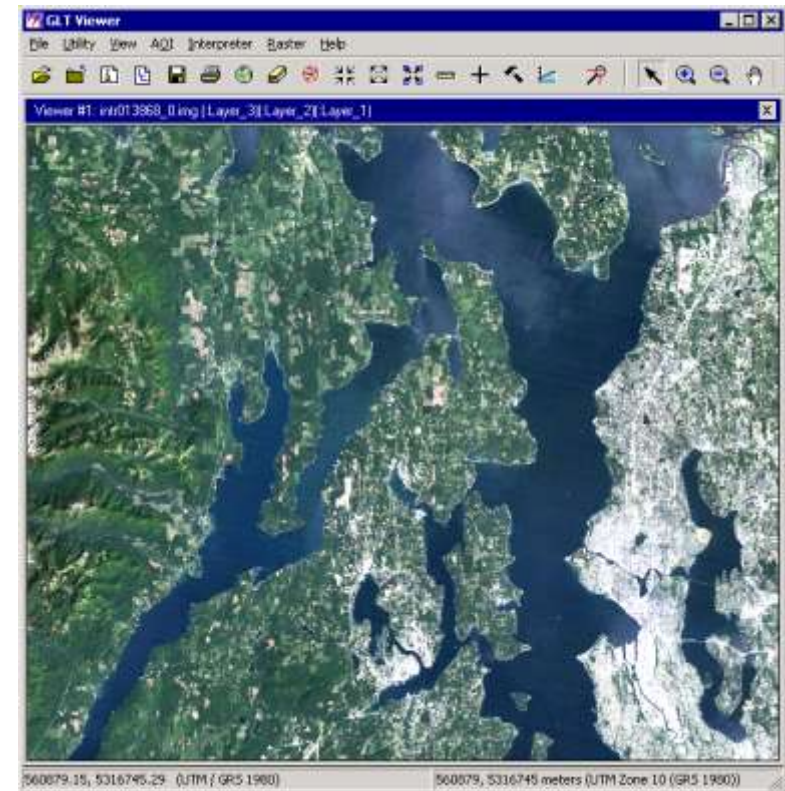 GLT Viewer
File Utility View AOI Interpreter Raster Help
Viewer #1: intr013868_0.img (:Layer_3)(:Layer_2)(:Layer_1)
560879.15, 5316745.29 (UTM / GRS 1980)
560879, 5316745 meters (UTM Zone 10 (GRS 1980))